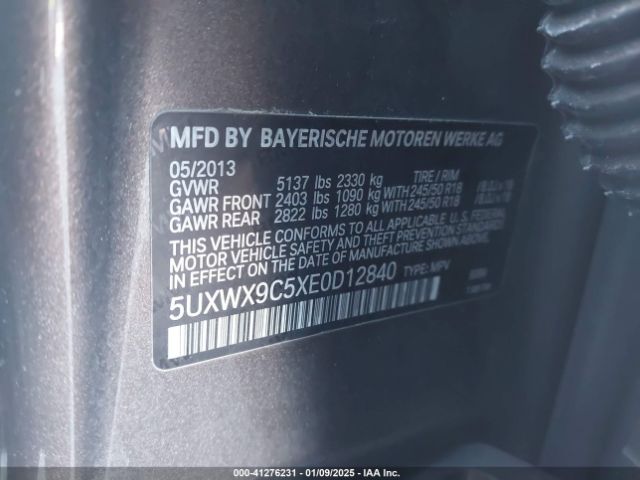 MFD BY BAYERISCHE MOTOREN WERKE AG
05/2013
GVWR 5137 lbs 2330 kg TIRE / RIM
GAWR FRONT 2403 lbs 1090 kg WITH 245/50 R18
GAWR REAR 2822 lbs 1280 kg WITH 245/50 R18
THIS VEHICLE CONFORMS TO ALL APPLICABLE U.S. FEDERAL
MOTOR VEHICLE SAFETY AND THEFT PREVENTION STANDARDS
IN EFFECT ON THE DATE OF MANUFACTURE SHOWN ABOVE.
5UXWX9C5XE0D12840 TYPE: MPV
000-41276231 - 01/09/2025 - IAA Inc.